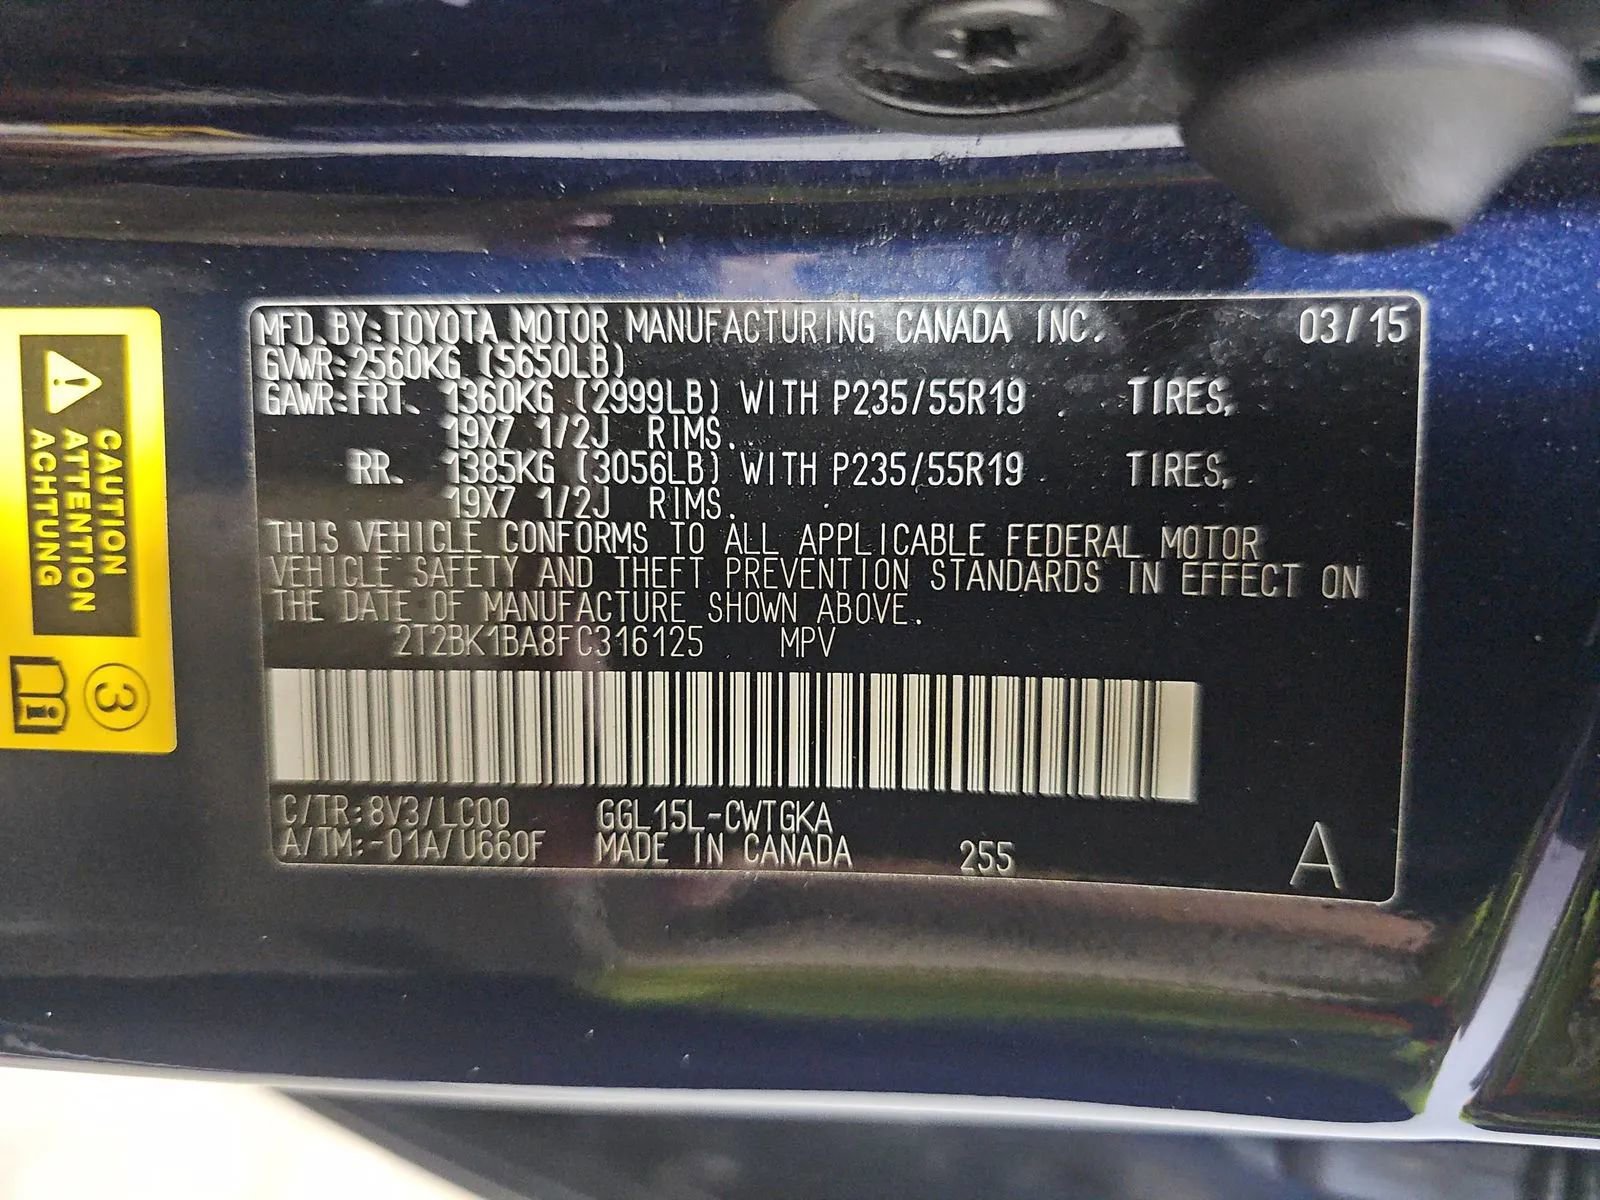 MFD. BY: TOYOTA MOTOR MANUFACTURING CANADA INC. 03/15
GVWR: 2560KG (5650LB)
GAWR: FRT. 1360KG (2999LB) WITH P235/55R19 TIRES,
19X7 1/2J RIMS.
RR. 1385KG (3056LB) WITH P235/55R19 TIRES,
19X7 1/2J RIMS.
THIS VEHICLE CONFORMS TO ALL APPLICABLE FEDERAL MOTOR
VEHICLE SAFETY AND THEFT PREVENTION STANDARDS IN EFFECT ON
THE DATE OF MANUFACTURE SHOWN ABOVE.
2T2BK1BA8FC316125 MPV
C/TR: 8V3/LC00 GGL15L-CWTGKA
A/TM: -01A/U660F MADE IN CANADA 255 A
CAUTION
ATTENTION
ACHTUNG
3